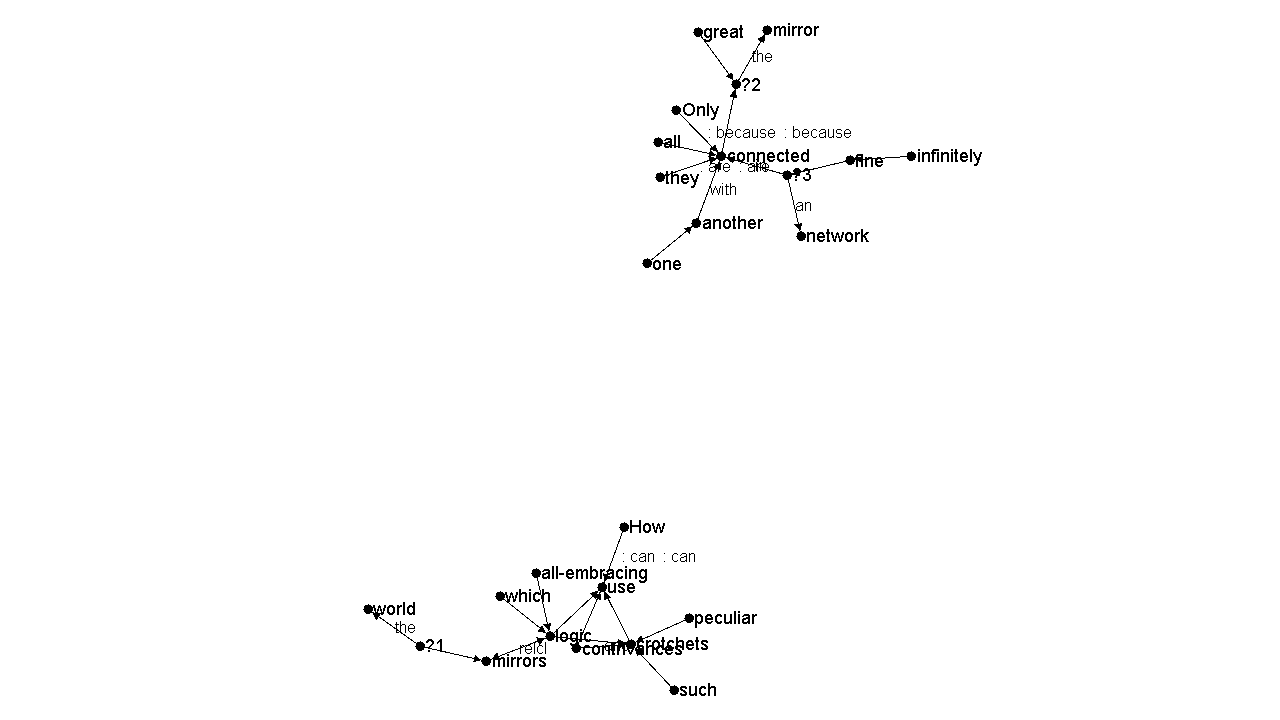 great
mirror
the
?2
Only
: because : because
all
connected
infinitely
fine
: are : are
?3
they
with
an
another
network
one
How
: can : can
all-embracing
use
which
world
peculiar
the
logic
?1
crotchets
contrivances
mirrors
such